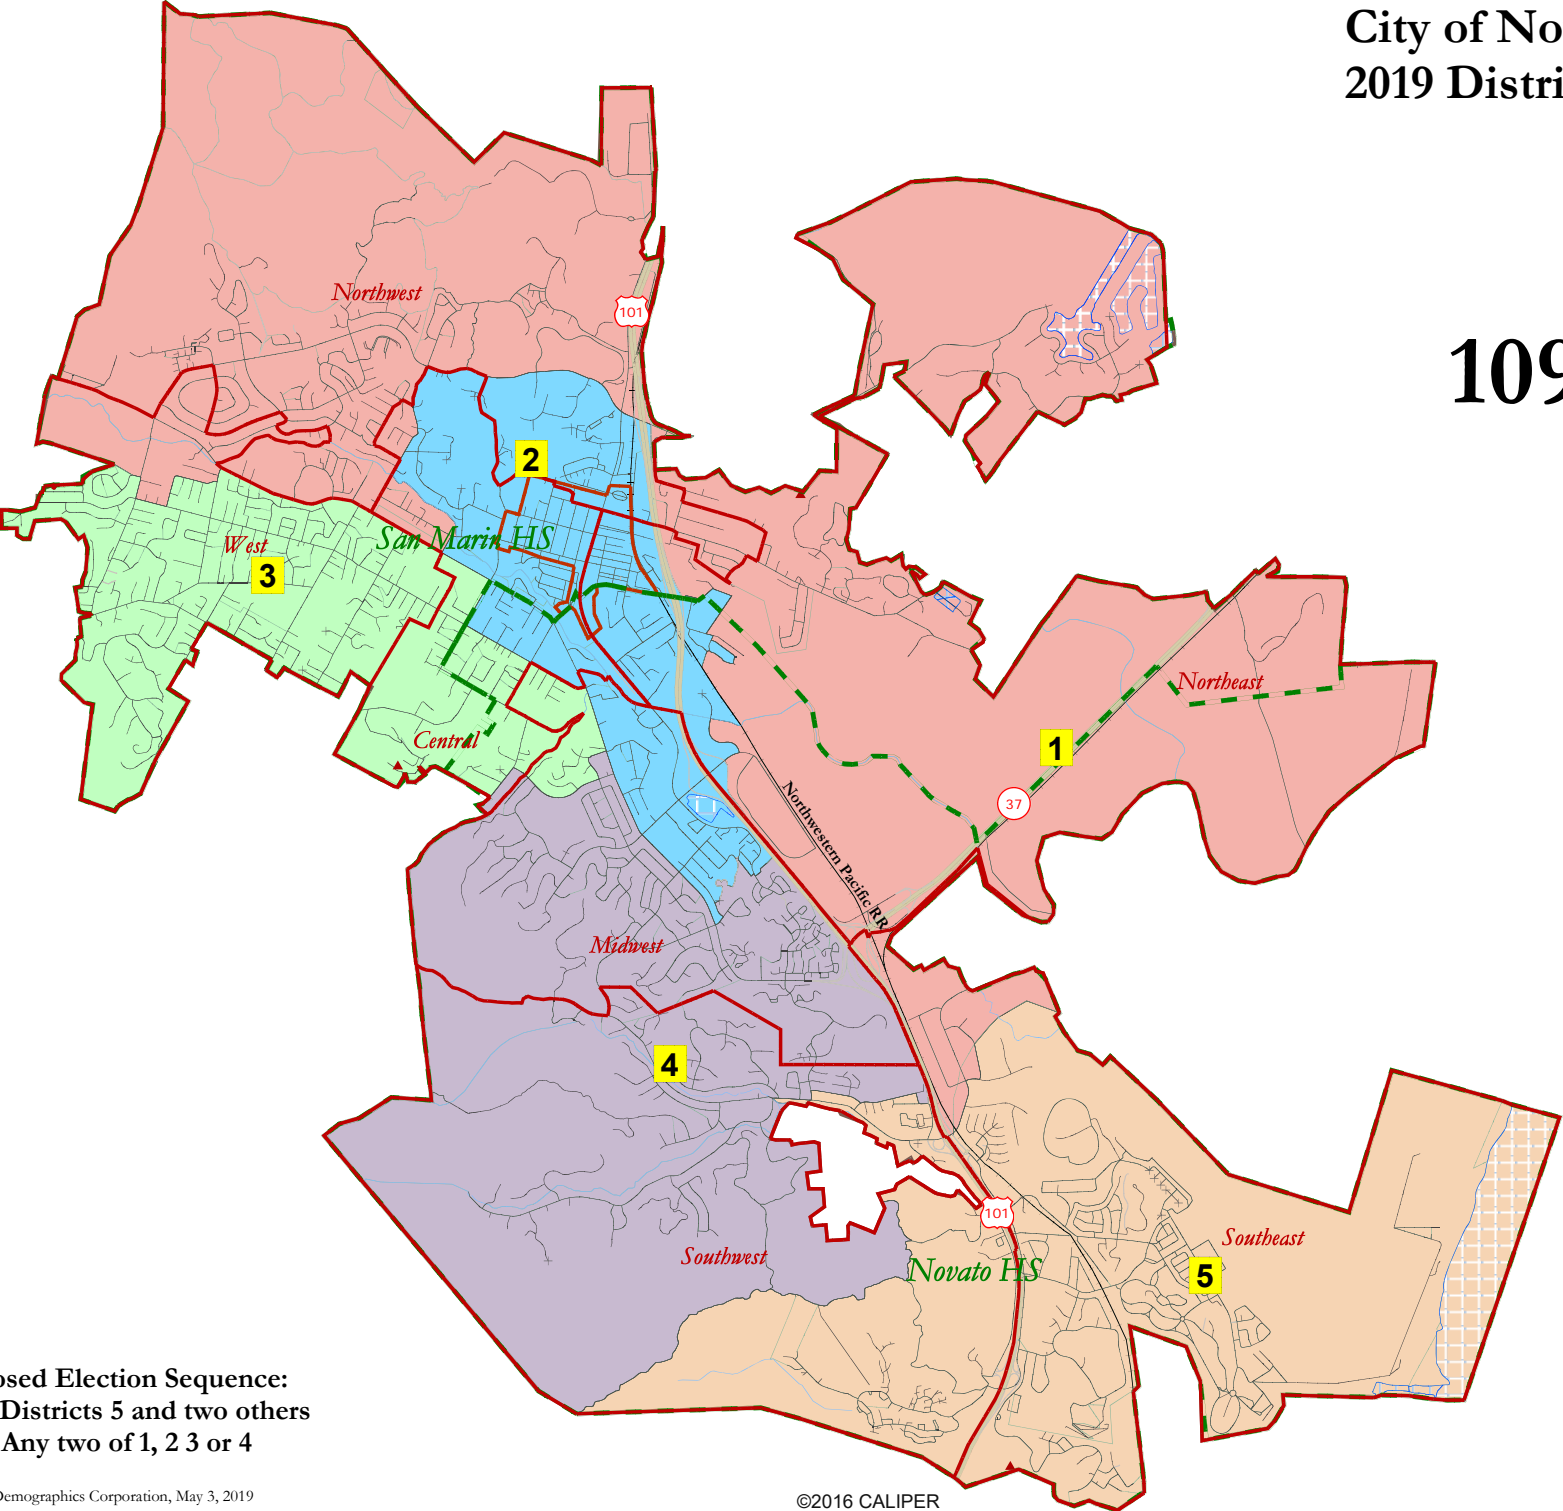 City of No
2019 Distri
109
Northwest
101
2
San Marin HS
West
3
Northeast
1
Central
37
Northwestern Pacific RR
Midwest
4
101
Southeast
Southwest
Novato HS
5
osed Election Sequence:
Districts 5 and two others
Any two of 1, 2 3 or 4
Demographics Corporation, May 3, 2019
©2016 CALIPER